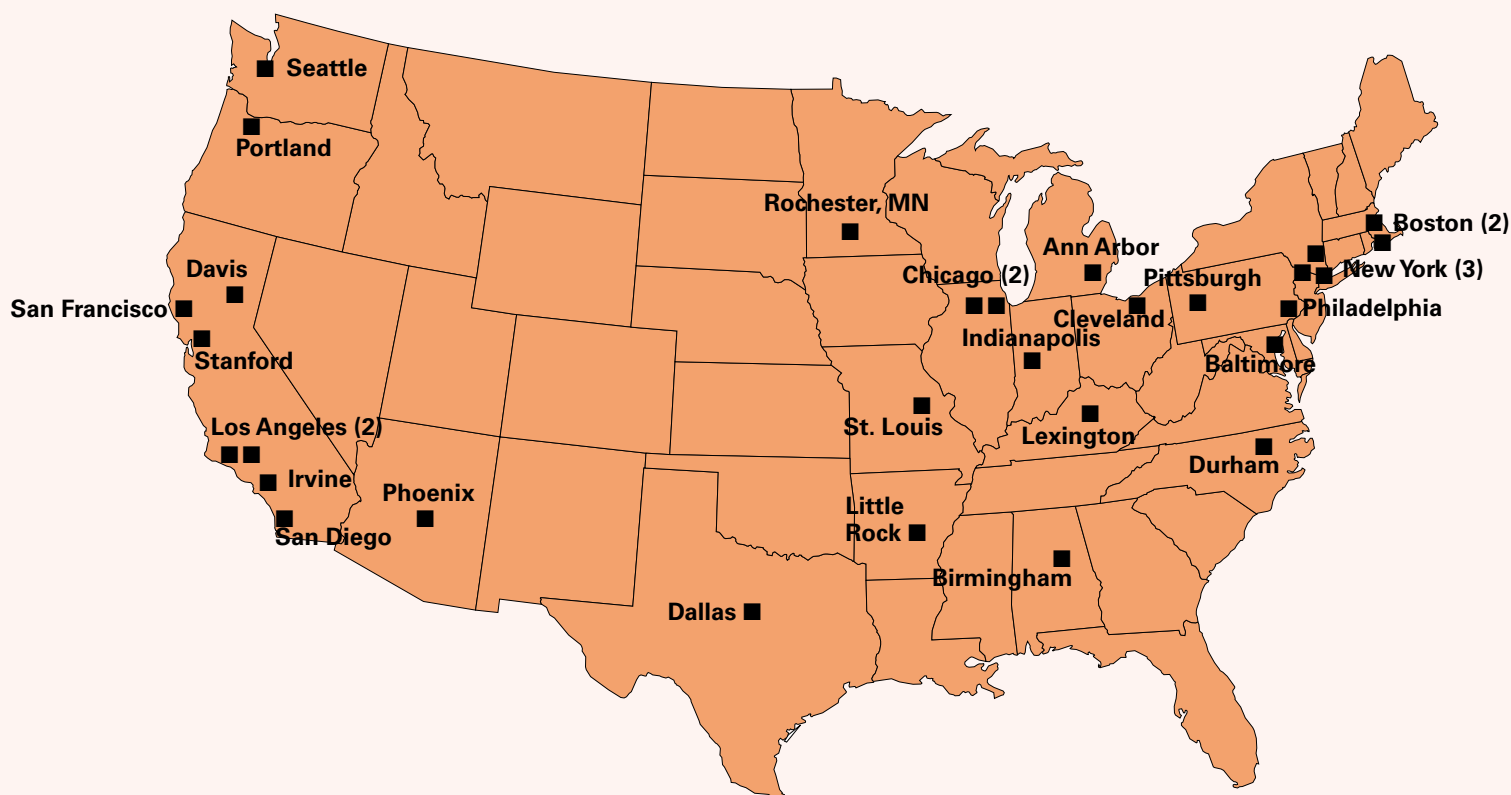 Seattle
Portland
Rochester, MN
Boston (2)
Ann Arbor
Davis
Chicago (2)
Pittsburgh
New York (3)
San Francisco
Cleveland
Philadelphia
Indianapolis
Stanford
Baltimore
Los Angeles (2)
St. Louis
Lexington
Durham
Irvine
Phoenix
Little
Rock
San Diego
Birmingham
Dallas